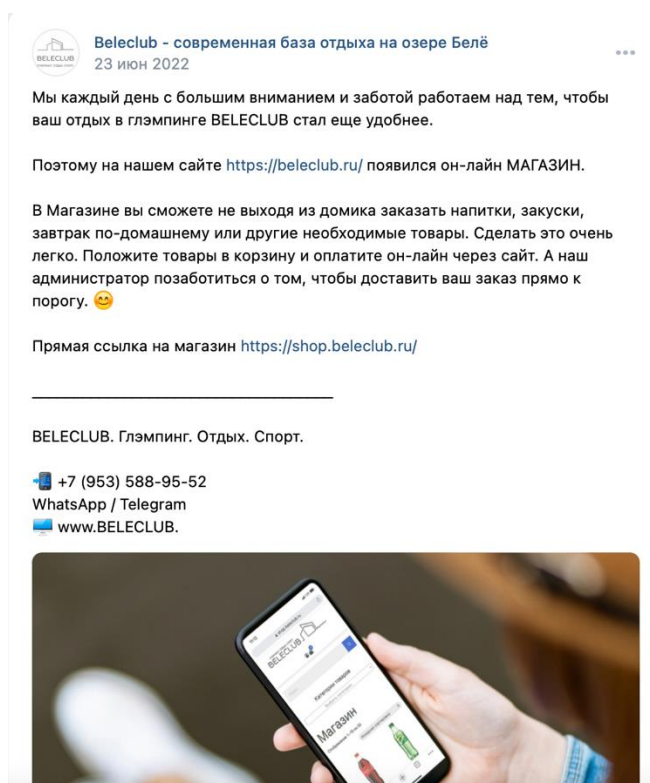 Beleclub - современная база отдыха на озере Белё
23 июн 2022
BELECLUB
Мы каждый день с большим вниманием и заботой работаем над тем, чтобы
ваш отдых в глэмпинге BELECLUB стал еще удобнее.
Поэтому на нашем сайте https://beleclub.ru/ появился он-лайн МАГАЗИН.
В Магазине вы сможете не выходя из домика заказать напитки, закуски,
завтрак по-домашнему или другие необходимые товары. Сделать это очень
легко. Положите товары в корзину и оплатите он-лайн через сайт. А наш
администратор позаботиться о том, чтобы доставить ваш заказ прямо к
порогу. 😊
Прямая ссылка на магазин https://shop.beleclub.ru/
BELECLUB. Глэмпинг. Отдых. Спорт.
📲 +7 (953) 588-95-52
WhatsApp / Telegram
🖥 www.BELECLUB.
BELECLUB
Категории товаров
Магазин